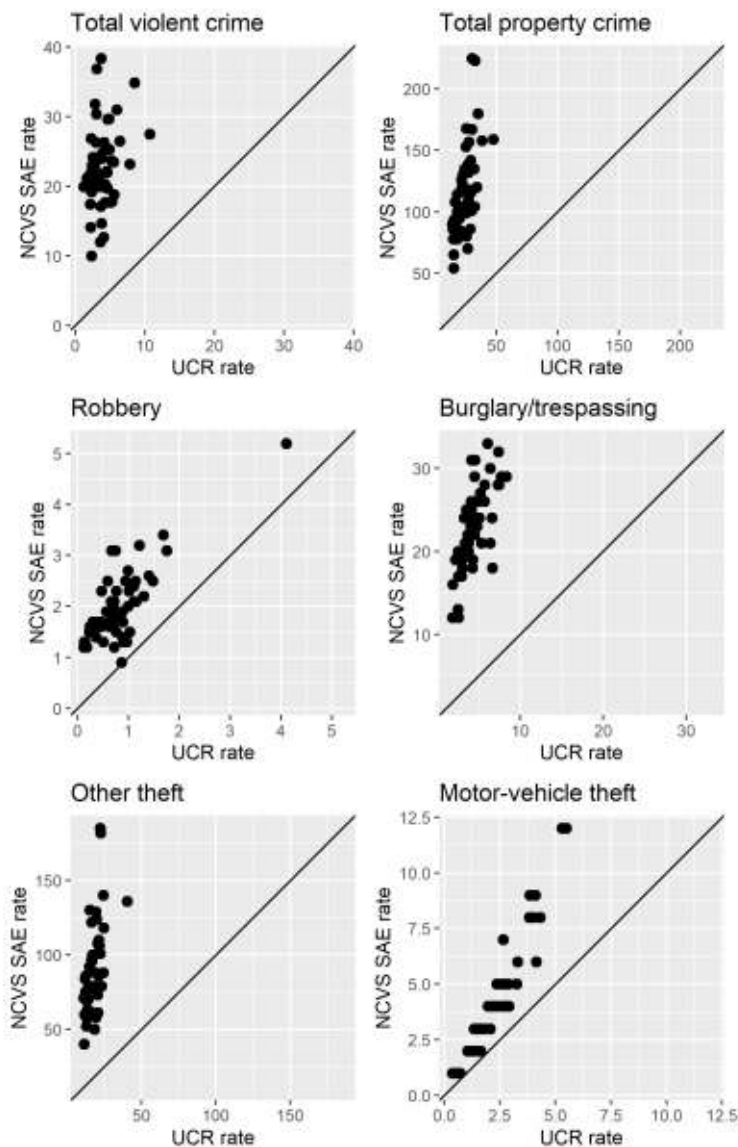 Total violent crime
40
30
20
10
0
0 10 20 30 40
NCVS SAE rate
UCR rate
Total property crime
200
150
100
50
50 100 150 200
NCVS SAE rate
UCR rate
Robbery
5
4
3
2
1
0
0 1 2 3 4 5
NCVS SAE rate
UCR rate
Burglary/trespassing
30
20
10
10 20 30
NCVS SAE rate
UCR rate
Other theft
150
100
50
50 100 150
NCVS SAE rate
UCR rate
Motor-vehicle theft
12.5
10.0
7.5
5.0
2.5
0.0
0.0 2.5 5.0 7.5 10.0 12.5
NCVS SAE rate
UCR rate